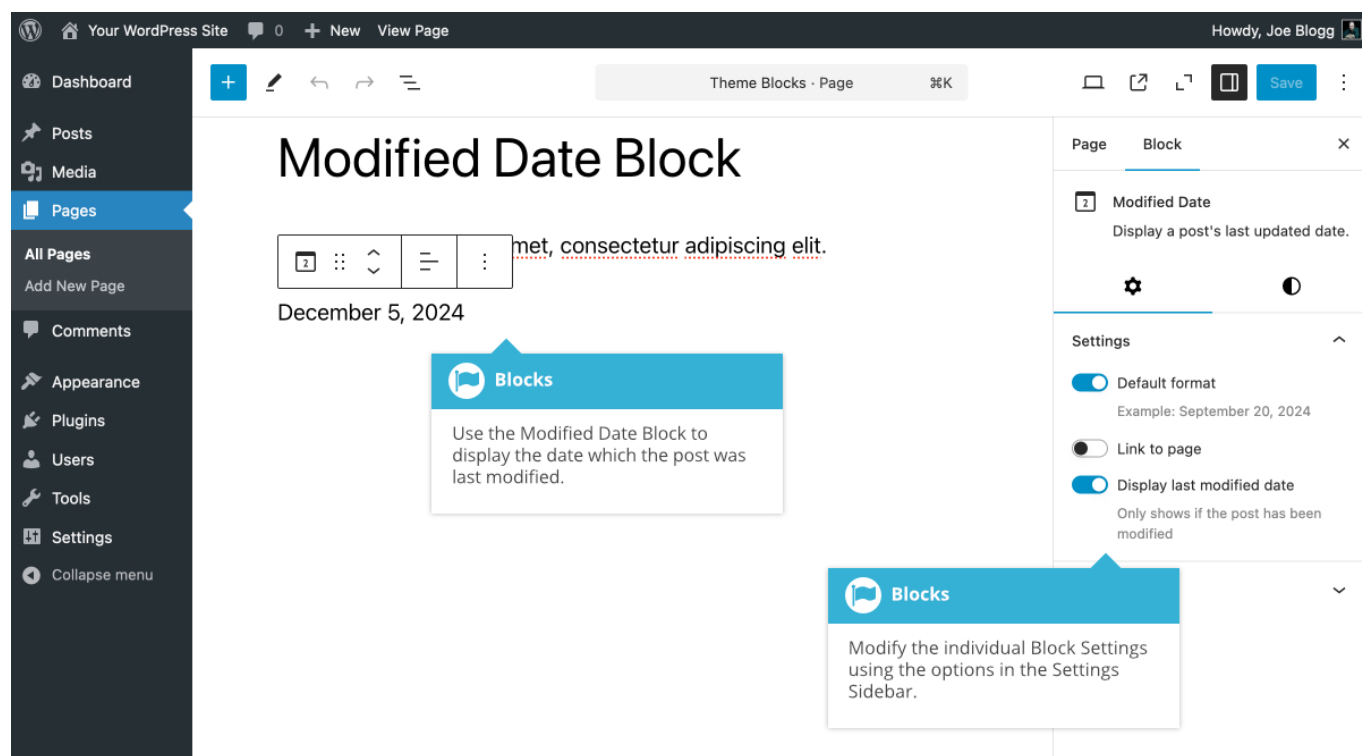 Your WordPress Site 0 New View Page Howdy, Joe Blogg
Dashboard
Posts
Media
Pages
All Pages
Add New Page
Comments
Appearance
Plugins
Users
Tools
Settings
Collapse menu
Theme Blocks · Page ⌘K
Save
Modified Date Block
met, consectetur adipiscing elit.
2
December 5, 2024
Blocks
Use the Modified Date Block to
display the date which the post was
last modified.
Page Block
2 Modified Date
Display a post's last updated date.
Settings
Default format
Example: September 20, 2024
Link to page
Display last modified date
Only shows if the post has been
modified
Blocks
Modify the individual Block Settings
using the options in the Settings
Sidebar.